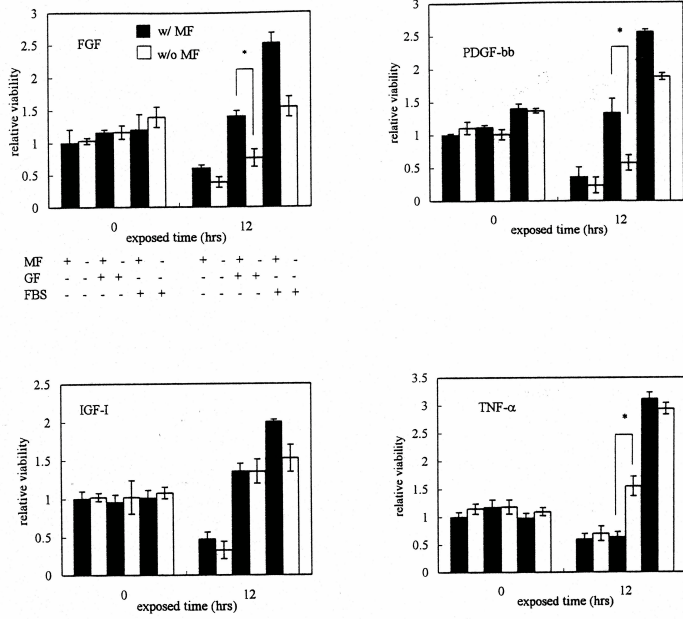 FGF
w/ MF
w/o MF
*
3
2.5
2
1.5
1
0.5
0
relative viability
0 12
exposed time (hrs)
MF + - + - + - + - + - + -
GF - - + + - - - - + + - -
FBS - - - - + + - - - - + +
PDGF-bb
*
3
2.5
2
1.5
1
0.5
0
relative viability
0 12
exposed time (hrs)
IGF-I
2.5
2
1.5
1
0.5
0
relative viability
0 12
exposed time (hrs)
TNF-α
*
3.5
3
2.5
2
1.5
1
0.5
0
relative viability
0 12
exposed time (hrs)